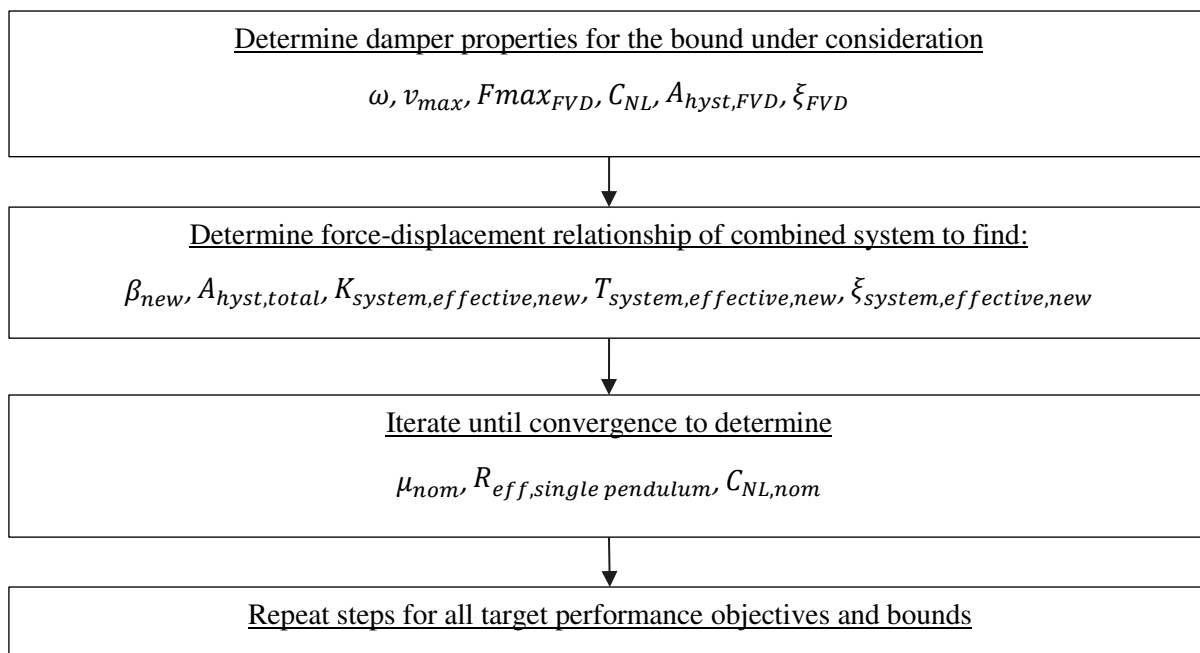 Determine damper properties for the bound under consideration
ω, v_max, Fmax_FVD, C_NL, A_hyst,FVD, ξ_FVD
Determine force-displacement relationship of combined system to find:
β_new, A_hyst,total, K_system,effective,new, T_system,effective,new, ξ_system,effective,new
Iterate until convergence to determine
μ_nom, R_eff,single pendulum, C_NL,nom
Repeat steps for all target performance objectives and bounds